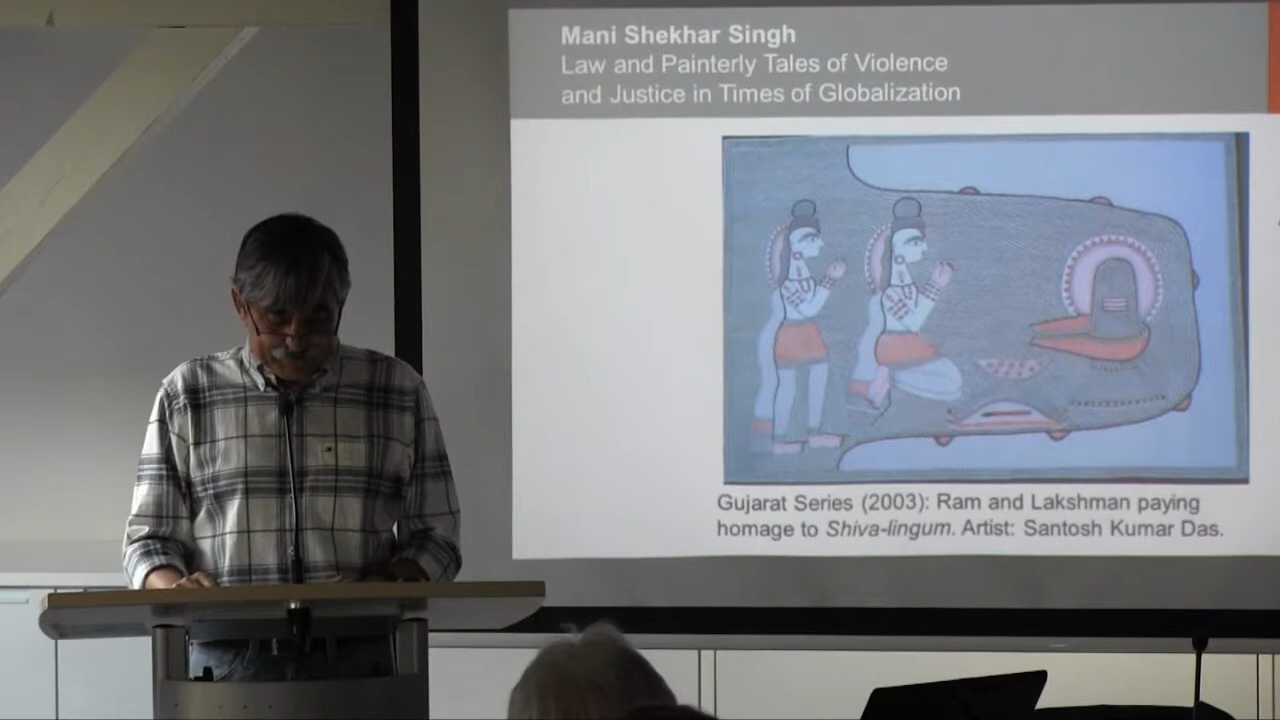 Mani Shekhar Singh
Law and Painterly Tales of Violence
and Justice in Times of Globalization
Gujarat Series (2003): Ram and Lakshman paying
homage to Shiva-lingum. Artist: Santosh Kumar Das.